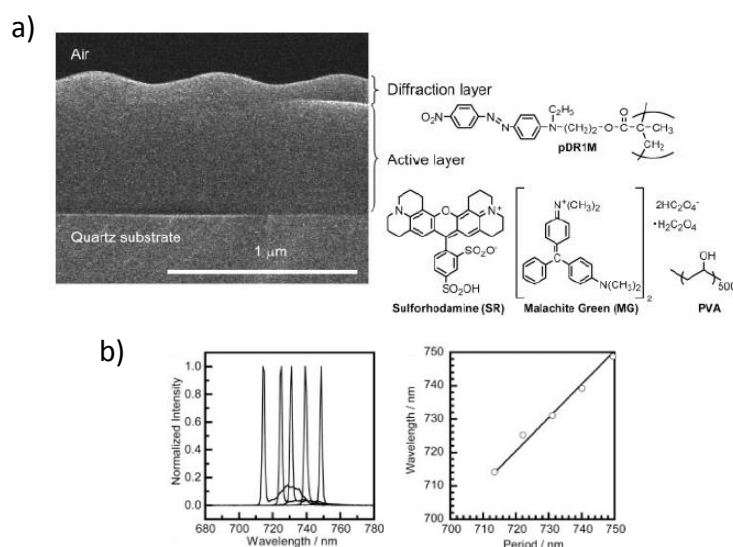 a)
Air
Diffraction layer
Active layer
Quartz substrate
1 μm
O₂N
N
N
N
C₂H₅
(CH₂)₂
O
O
CH₃
CH₂
pDR1M
N
O
N⁺
SO₂O⁻
SO₂OH
Sulforhodamine (SR)
N⁺(CH₃)₂
C
N(CH₃)₂
2
Malachite Green (MG)
2HC₂O₄⁻
·H₂C₂O₄
OH
500
PVA
b)
Normalized Intensity
1.0
0.8
0.6
0.4
0.2
0.0
680 700 720 740 760 780
Wavelength / nm
Wavelength / nm
750
740
730
720
710
700
700 710 720 730 740 750
Period / nm